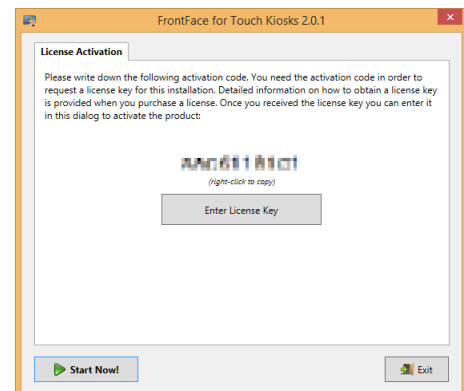 FrontFace for Touch Kiosks 2.0.1
License Activation
Please write down the following activation code. You need the activation code in order to
request a license key for this installation. Detailed information on how to obtain a license key
is provided when you purchase a license. Once you received the license key you can enter it
in this dialog to activate the product:
(right-click to copy)
Enter License Key
Start Now!
Exit